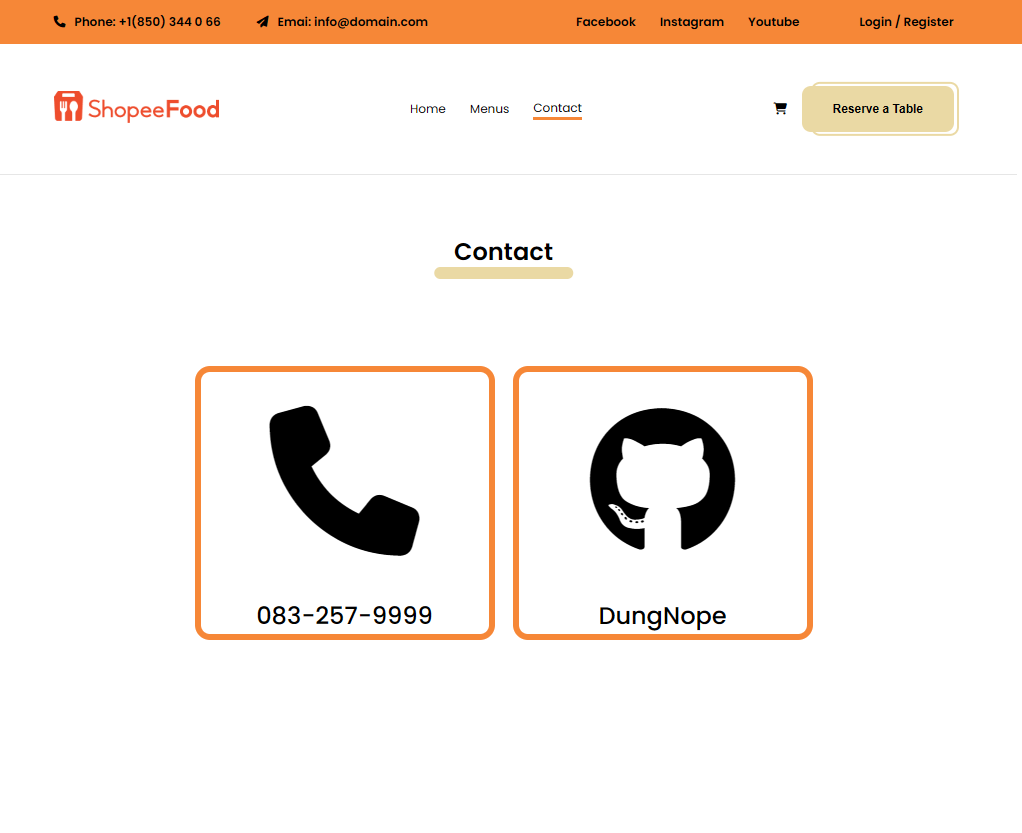 Phone: +1(850) 344 0 66 Emai: info@domain.com Facebook Instagram Youtube Login / Register
ShopeeFood Home Menus Contact Reserve a Table
Contact
083-257-9999 DungNope